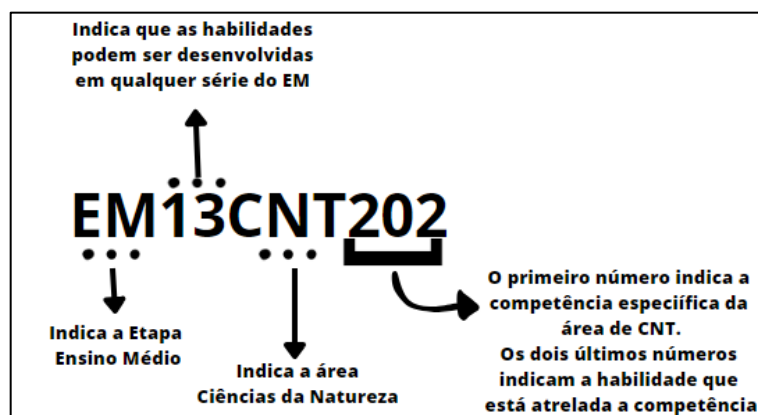 Indica que as habilidades
podem ser desenvolvidas
em qualquer série do EM
EM13CNT202
Indica a Etapa
Ensino Médio
Indica a área
Ciências da Natureza
O primeiro número indica a
competência especiífica da
área de CNT.
Os dois últimos números
indicam a habilidade que
está atrelada a competência